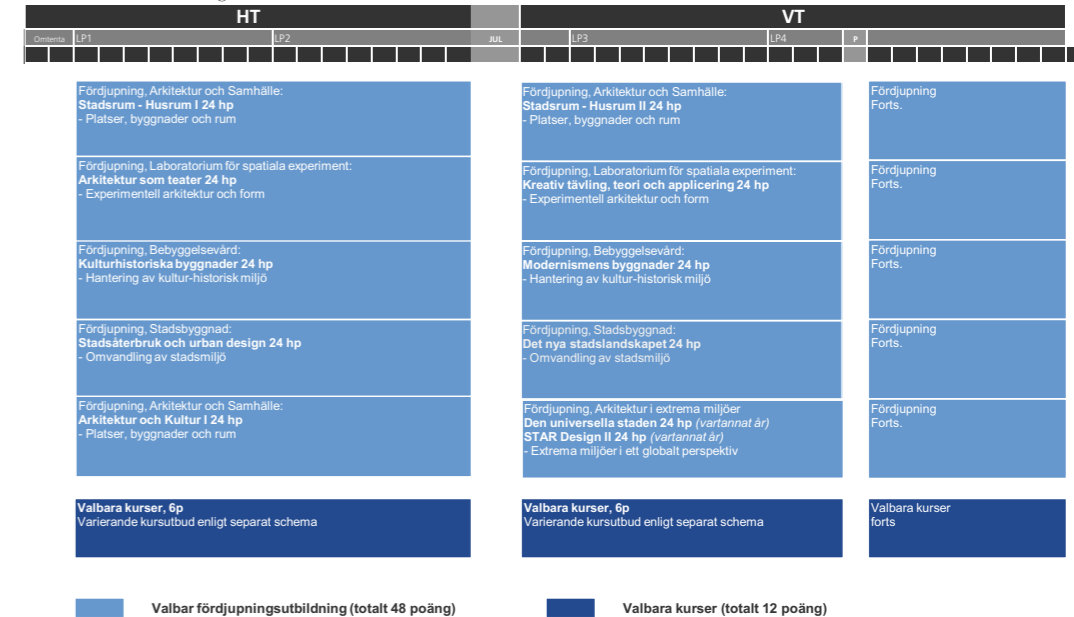 HT
VT
Omtenta
LP1
LP2
JUL
LP3
LP4
P
Fördjupning, Arkitektur och Samhälle:
Stadsrum - Husrum I 24 hp
- Platser, byggnader och rum
Fördjupning, Arkitektur och Samhälle:
Stadsrum - Husrum II 24 hp
- Platser, byggnader och rum
Fördjupning
Forts.
Fördjupning, Laboratorium för spatiala experiment:
Arkitektur som teater 24 hp
- Experimentell arkitektur och form
Fördjupning, Laboratorium för spatiala experiment:
Kreativ tävling, teori och applicering 24 hp
- Experimentell arkitektur och form
Fördjupning
Forts.
Fördjupning, Bebyggelsevård:
Kulturhistoriska byggnader 24 hp
- Hantering av kultur-historisk miljö
Fördjupning, Bebyggelsevård:
Modernismens byggnader 24 hp
- Hantering av kultur-historisk miljö
Fördjupning
Forts.
Fördjupning, Stadsbyggnad:
Stadsåterbruk och urban design 24 hp
- Omvandling av stadsmiljö
Fördjupning, Stadsbyggnad:
Det nya stadslandskapet 24 hp
- Omvandling av stadsmiljö
Fördjupning
Forts.
Fördjupning, Arkitektur och Samhälle:
Arkitektur och Kultur I 24 hp
- Platser, byggnader och rum
Fördjupning, Arkitektur i extrema miljöer
Den universella staden 24 hp (vartannat år)
STAR Design II 24 hp (vartannat år)
- Extrema miljöer i ett globalt perspektiv
Fördjupning
Forts.
Valbara kurser, 6p
Varierande kursutbud enligt separat schema
Valbara kurser, 6p
Varierande kursutbud enligt separat schema
Valbara kurser
forts
Valbar fördjupningsutbildning (totalt 48 poäng)
Valbara kurser (totalt 12 poäng)